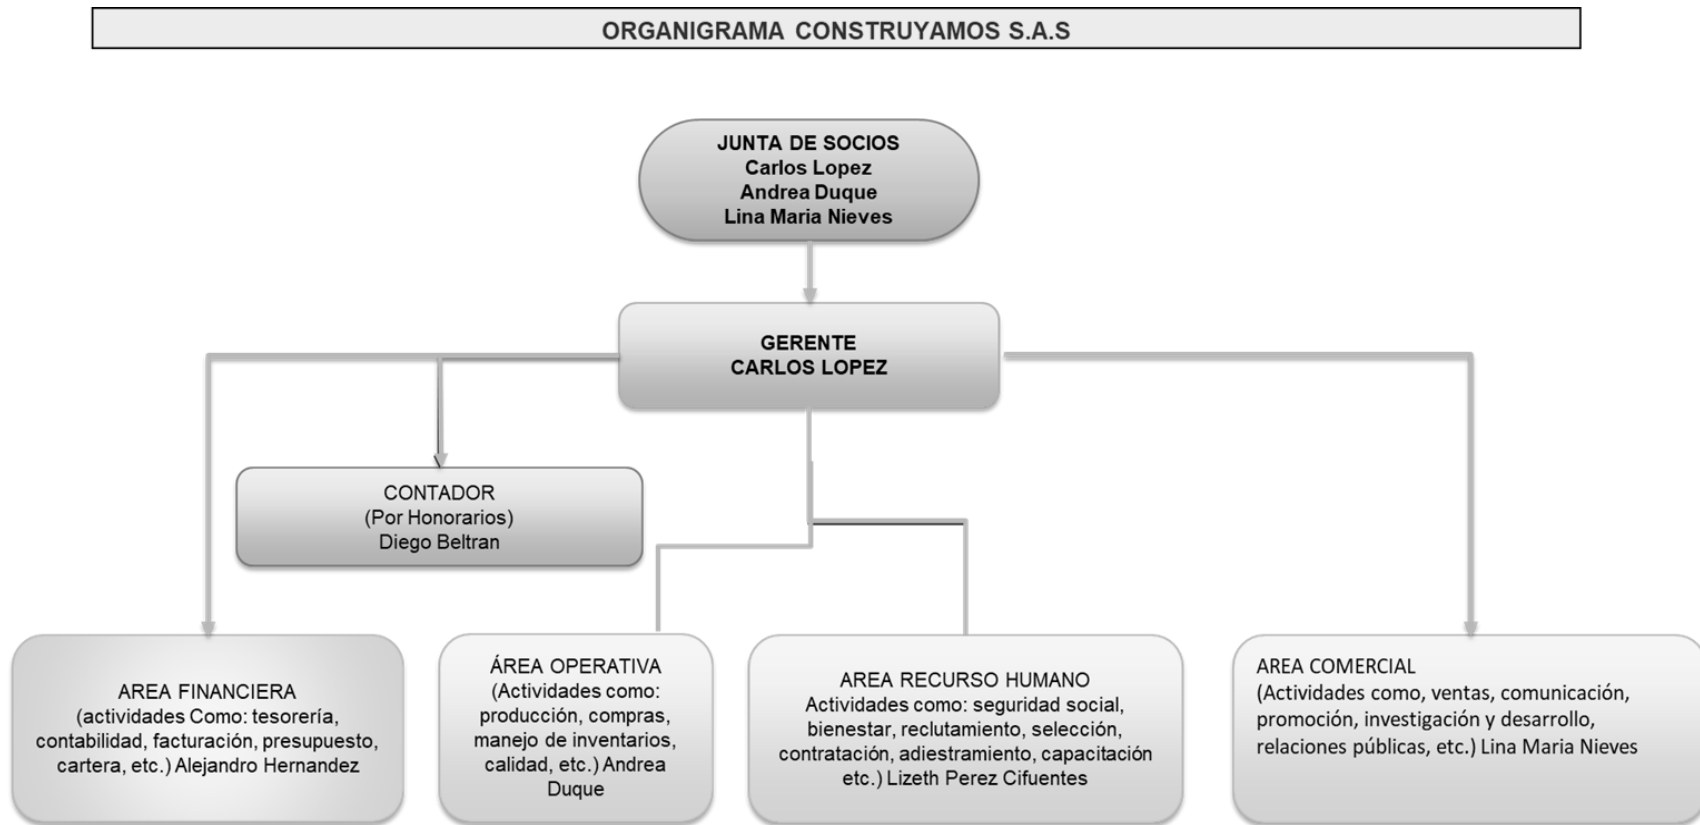 ORGANIGRAMA CONSTRUYAMOS S.A.S
JUNTA DE SOCIOS
Carlos Lopez
Andrea Duque
Lina Maria Nieves
GERENTE
CARLOS LOPEZ
CONTADOR
(Por Honorarios)
Diego Beltran
AREA FINANCIERA
(actividades Como: tesorería,
contabilidad, facturación, presupuesto,
cartera, etc.) Alejandro Hernandez
ÁREA OPERATIVA
(Actividades como:
producción, compras,
manejo de inventarios,
calidad, etc.) Andrea
Duque
AREA RECURSO HUMANO
Actividades como: seguridad social,
bienestar, reclutamiento, selección,
contratación, adiestramiento, capacitación
etc.) Lizeth Perez Cifuentes
AREA COMERCIAL
(Actividades como, ventas, comunicación,
promoción, investigación y desarrollo,
relaciones públicas, etc.) Lina Maria Nieves